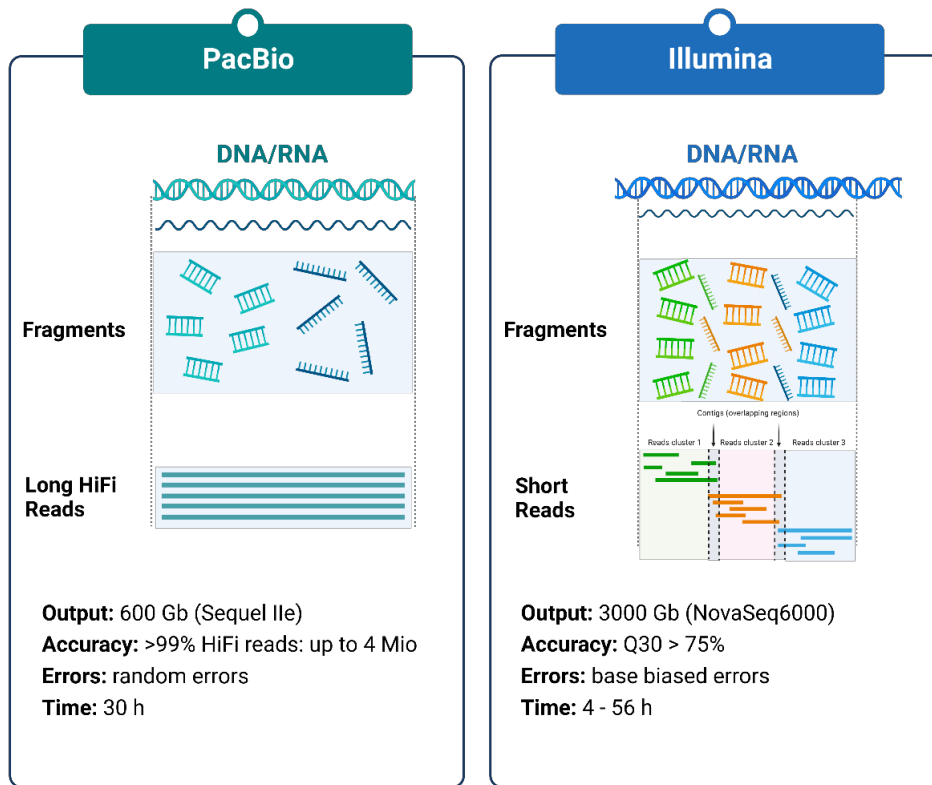 PacBio
DNA/RNA
Fragments
Long HiFi
Reads
Output: 600 Gb (Sequel IIe)
Accuracy: >99% HiFi reads: up to 4 Mio
Errors: random errors
Time: 30 h
Illumina
DNA/RNA
Fragments
Contigs (overlapping regions)
Reads cluster 1 Reads cluster 2 Reads cluster 3
Short
Reads
Output: 3000 Gb (NovaSeq6000)
Accuracy: Q30 > 75%
Errors: base biased errors
Time: 4 - 56 h